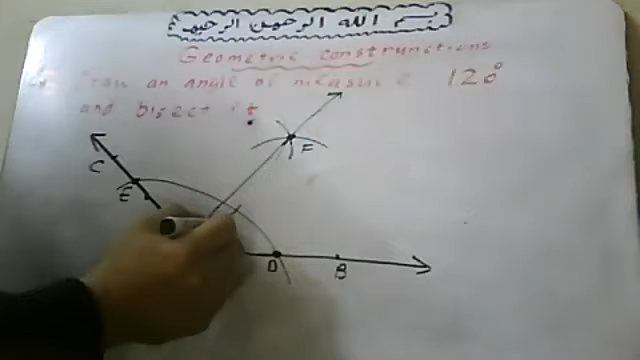 بسم الله الرحمن الرحيم
Geometric constructions
Draw an angle of measure 120°
and bisect it.
C
F
E
D
B